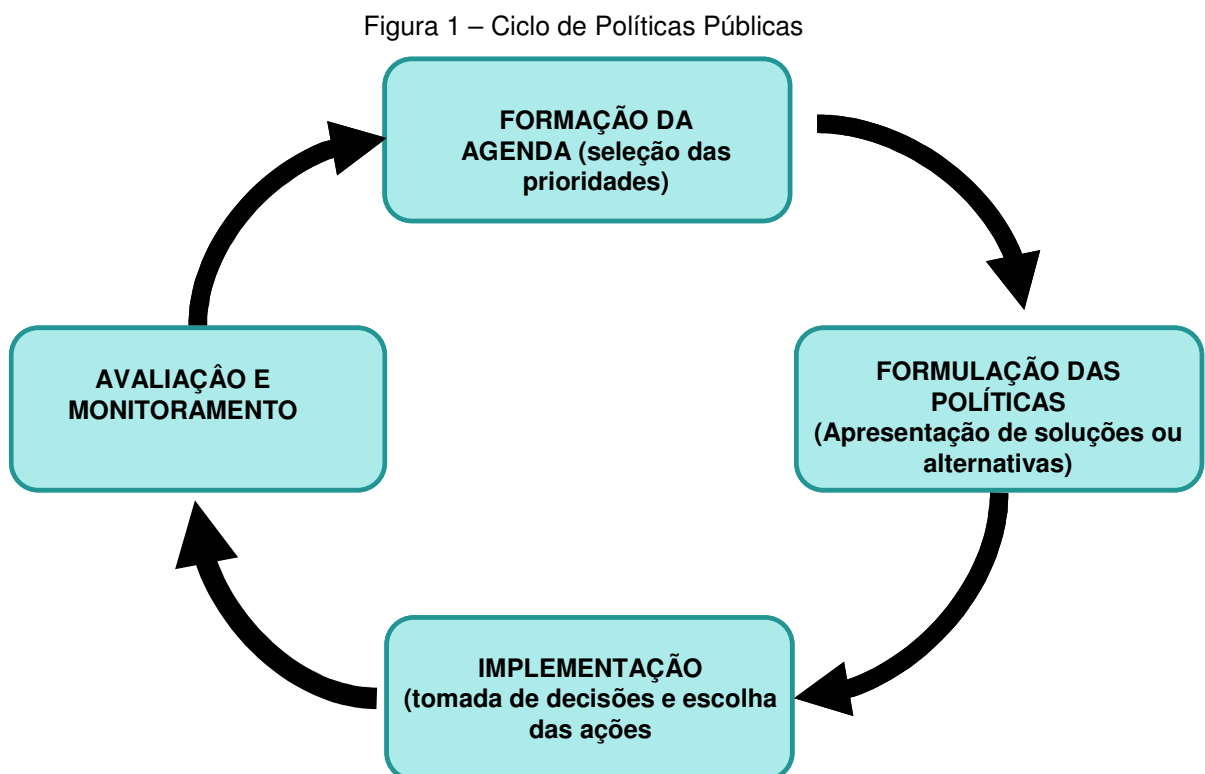 Figura 1 – Ciclo de Políticas Públicas
FORMAÇÃO DA
AGENDA (seleção das
prioridades)
FORMULAÇÃO DAS
POLÍTICAS
(Apresentação de soluções ou
alternativas)
IMPLEMENTAÇÃO
(tomada de decisões e escolha
das ações
AVALIAÇÂO E
MONITORAMENTO